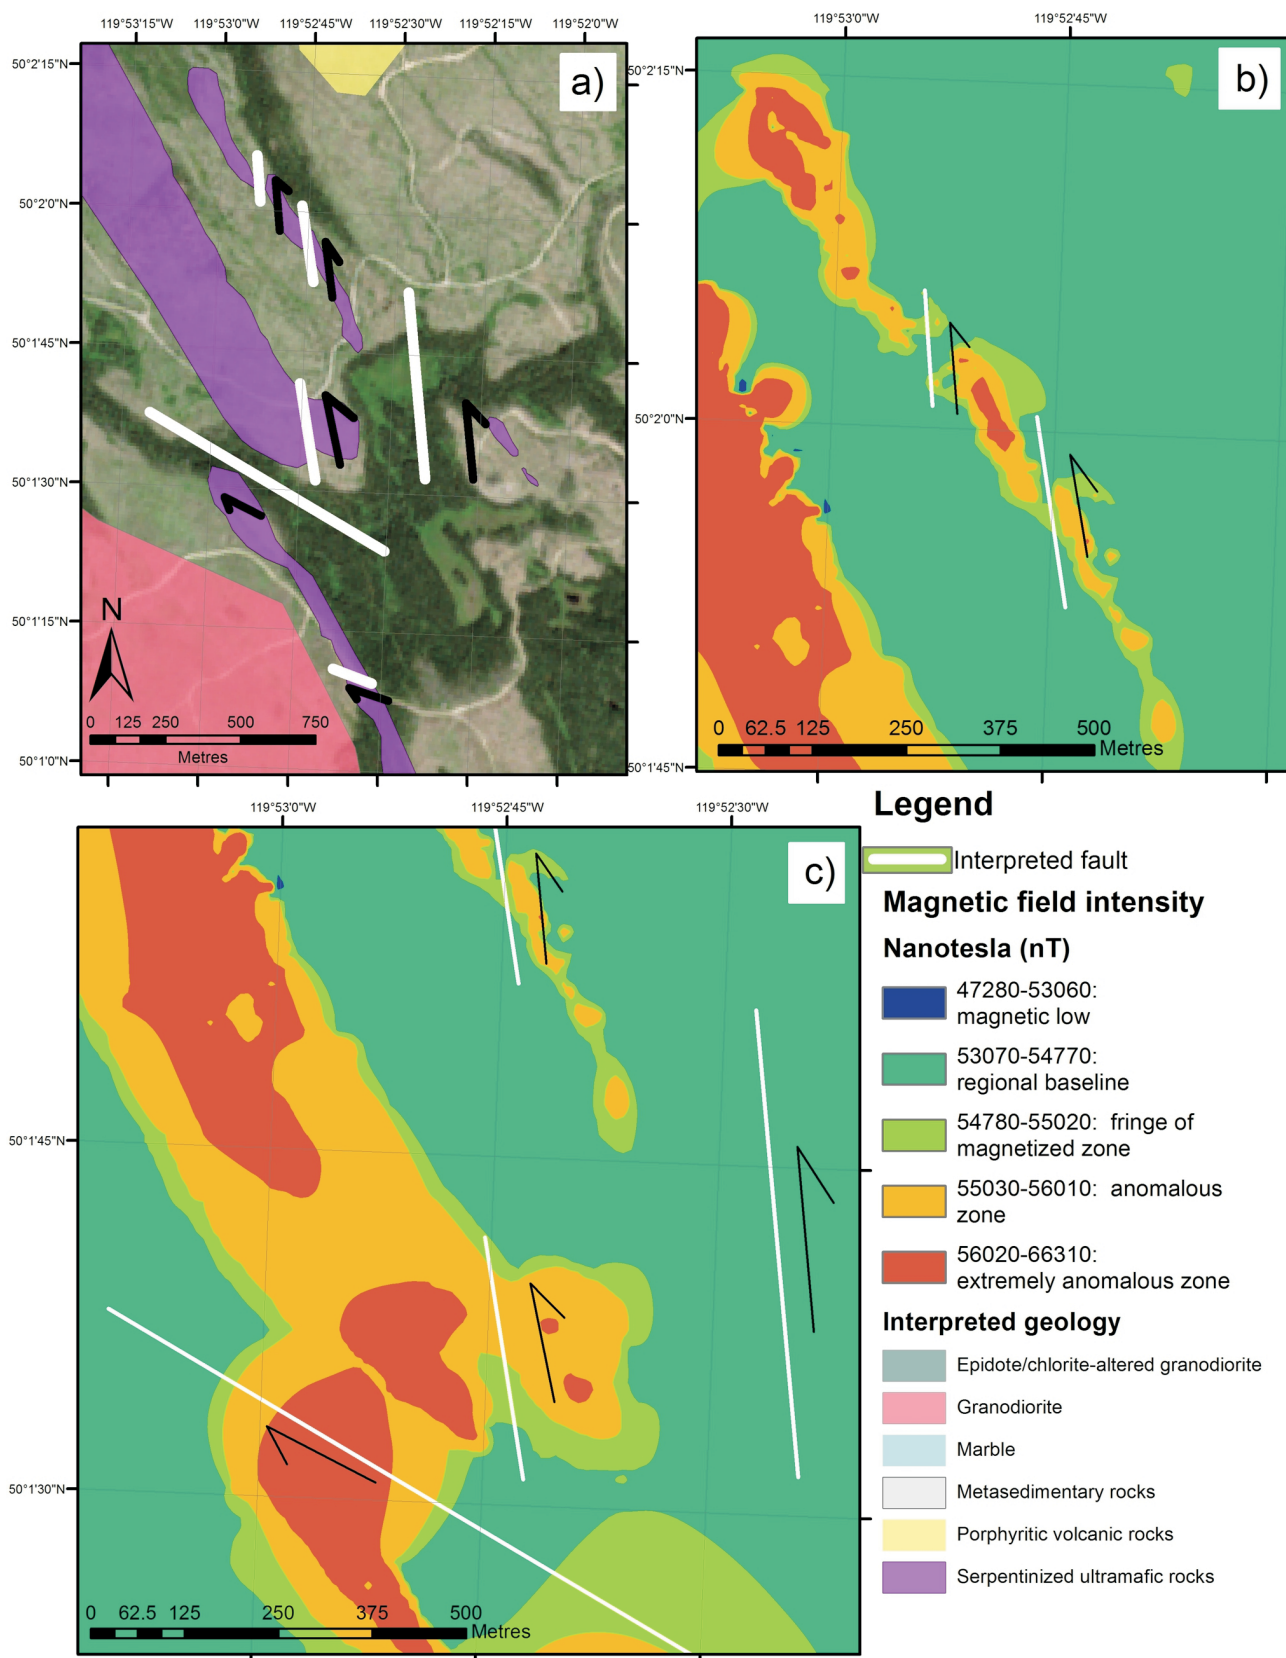 119°53'15"W 119°53'0"W 119°52'45"W 119°52'30"W 119°52'15"W 119°52'0"W
50°2'15"N
50°2'0"N
50°1'45"N
50°1'30"N
50°1'15"N
50°1'0"N
a)
N
0 125 250 500 750
Metres
119°53'0"W 119°52'45"W
50°2'15"N
50°2'0"N
50°1'45"N
b)
0 62.5 125 250 375 500
Metres
119°53'0"W 119°52'45"W 119°52'30"W
50°1'45"N
50°1'30"N
c)
0 62.5 125 250 375 500
Metres
Legend
Interpreted fault
Magnetic field intensity
Nanotesla (nT)
47280-53060:
magnetic low
53070-54770:
regional baseline
54780-55020: fringe of
magnetized zone
55030-56010: anomalous
zone
56020-66310:
extremely anomalous zone
Interpreted geology
Epidote/chlorite-altered granodiorite
Granodiorite
Marble
Metasedimentary rocks
Porphyritic volcanic rocks
Serpentinized ultramafic rocks